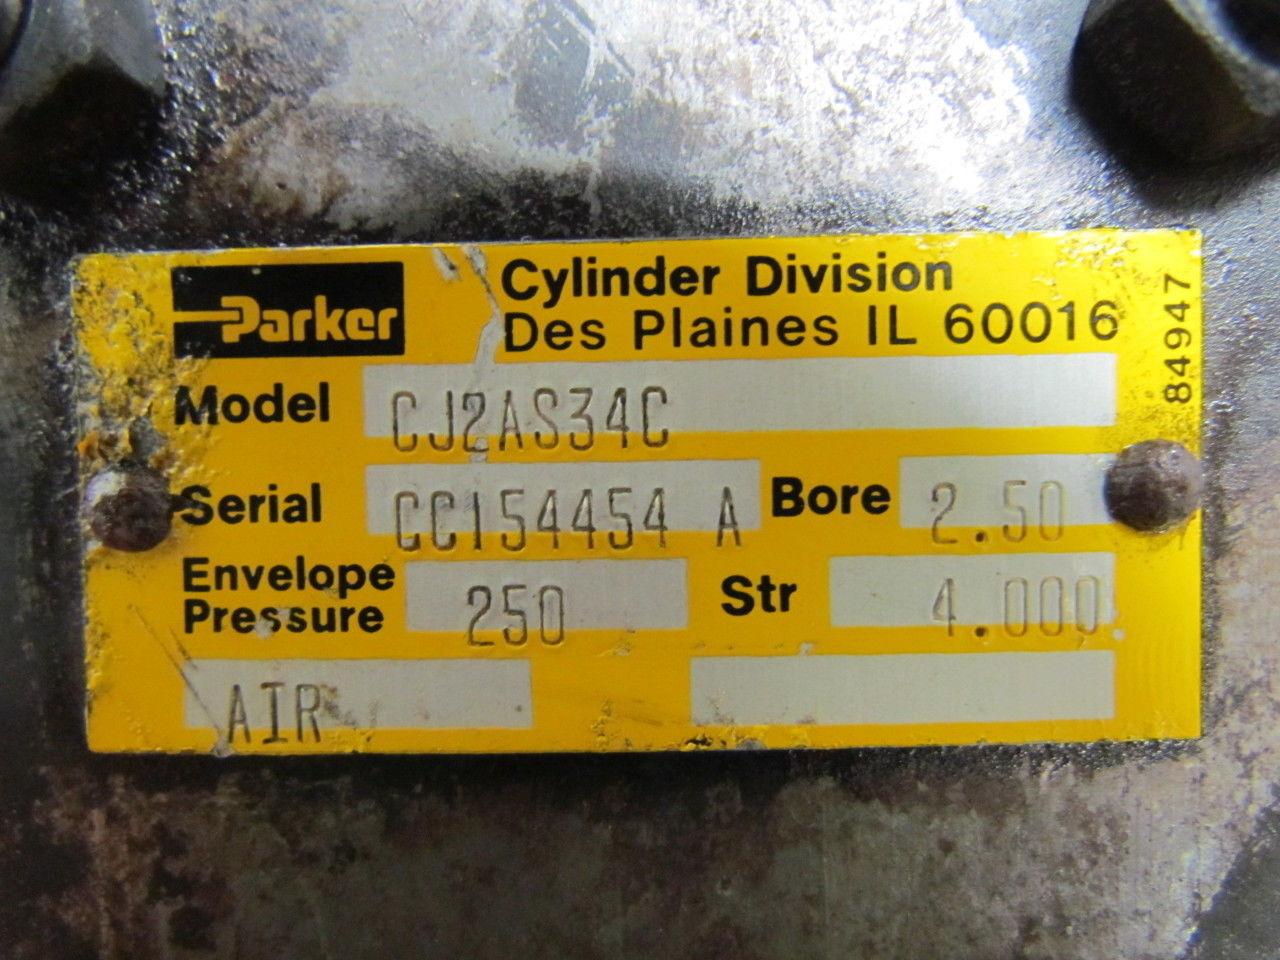 Parker
Cylinder Division
Des Plaines IL 60016
84947
Model CJ2AS34C
Serial CC154454 A Bore 2.50
Envelope Pressure 250 Str 4.000
AIR